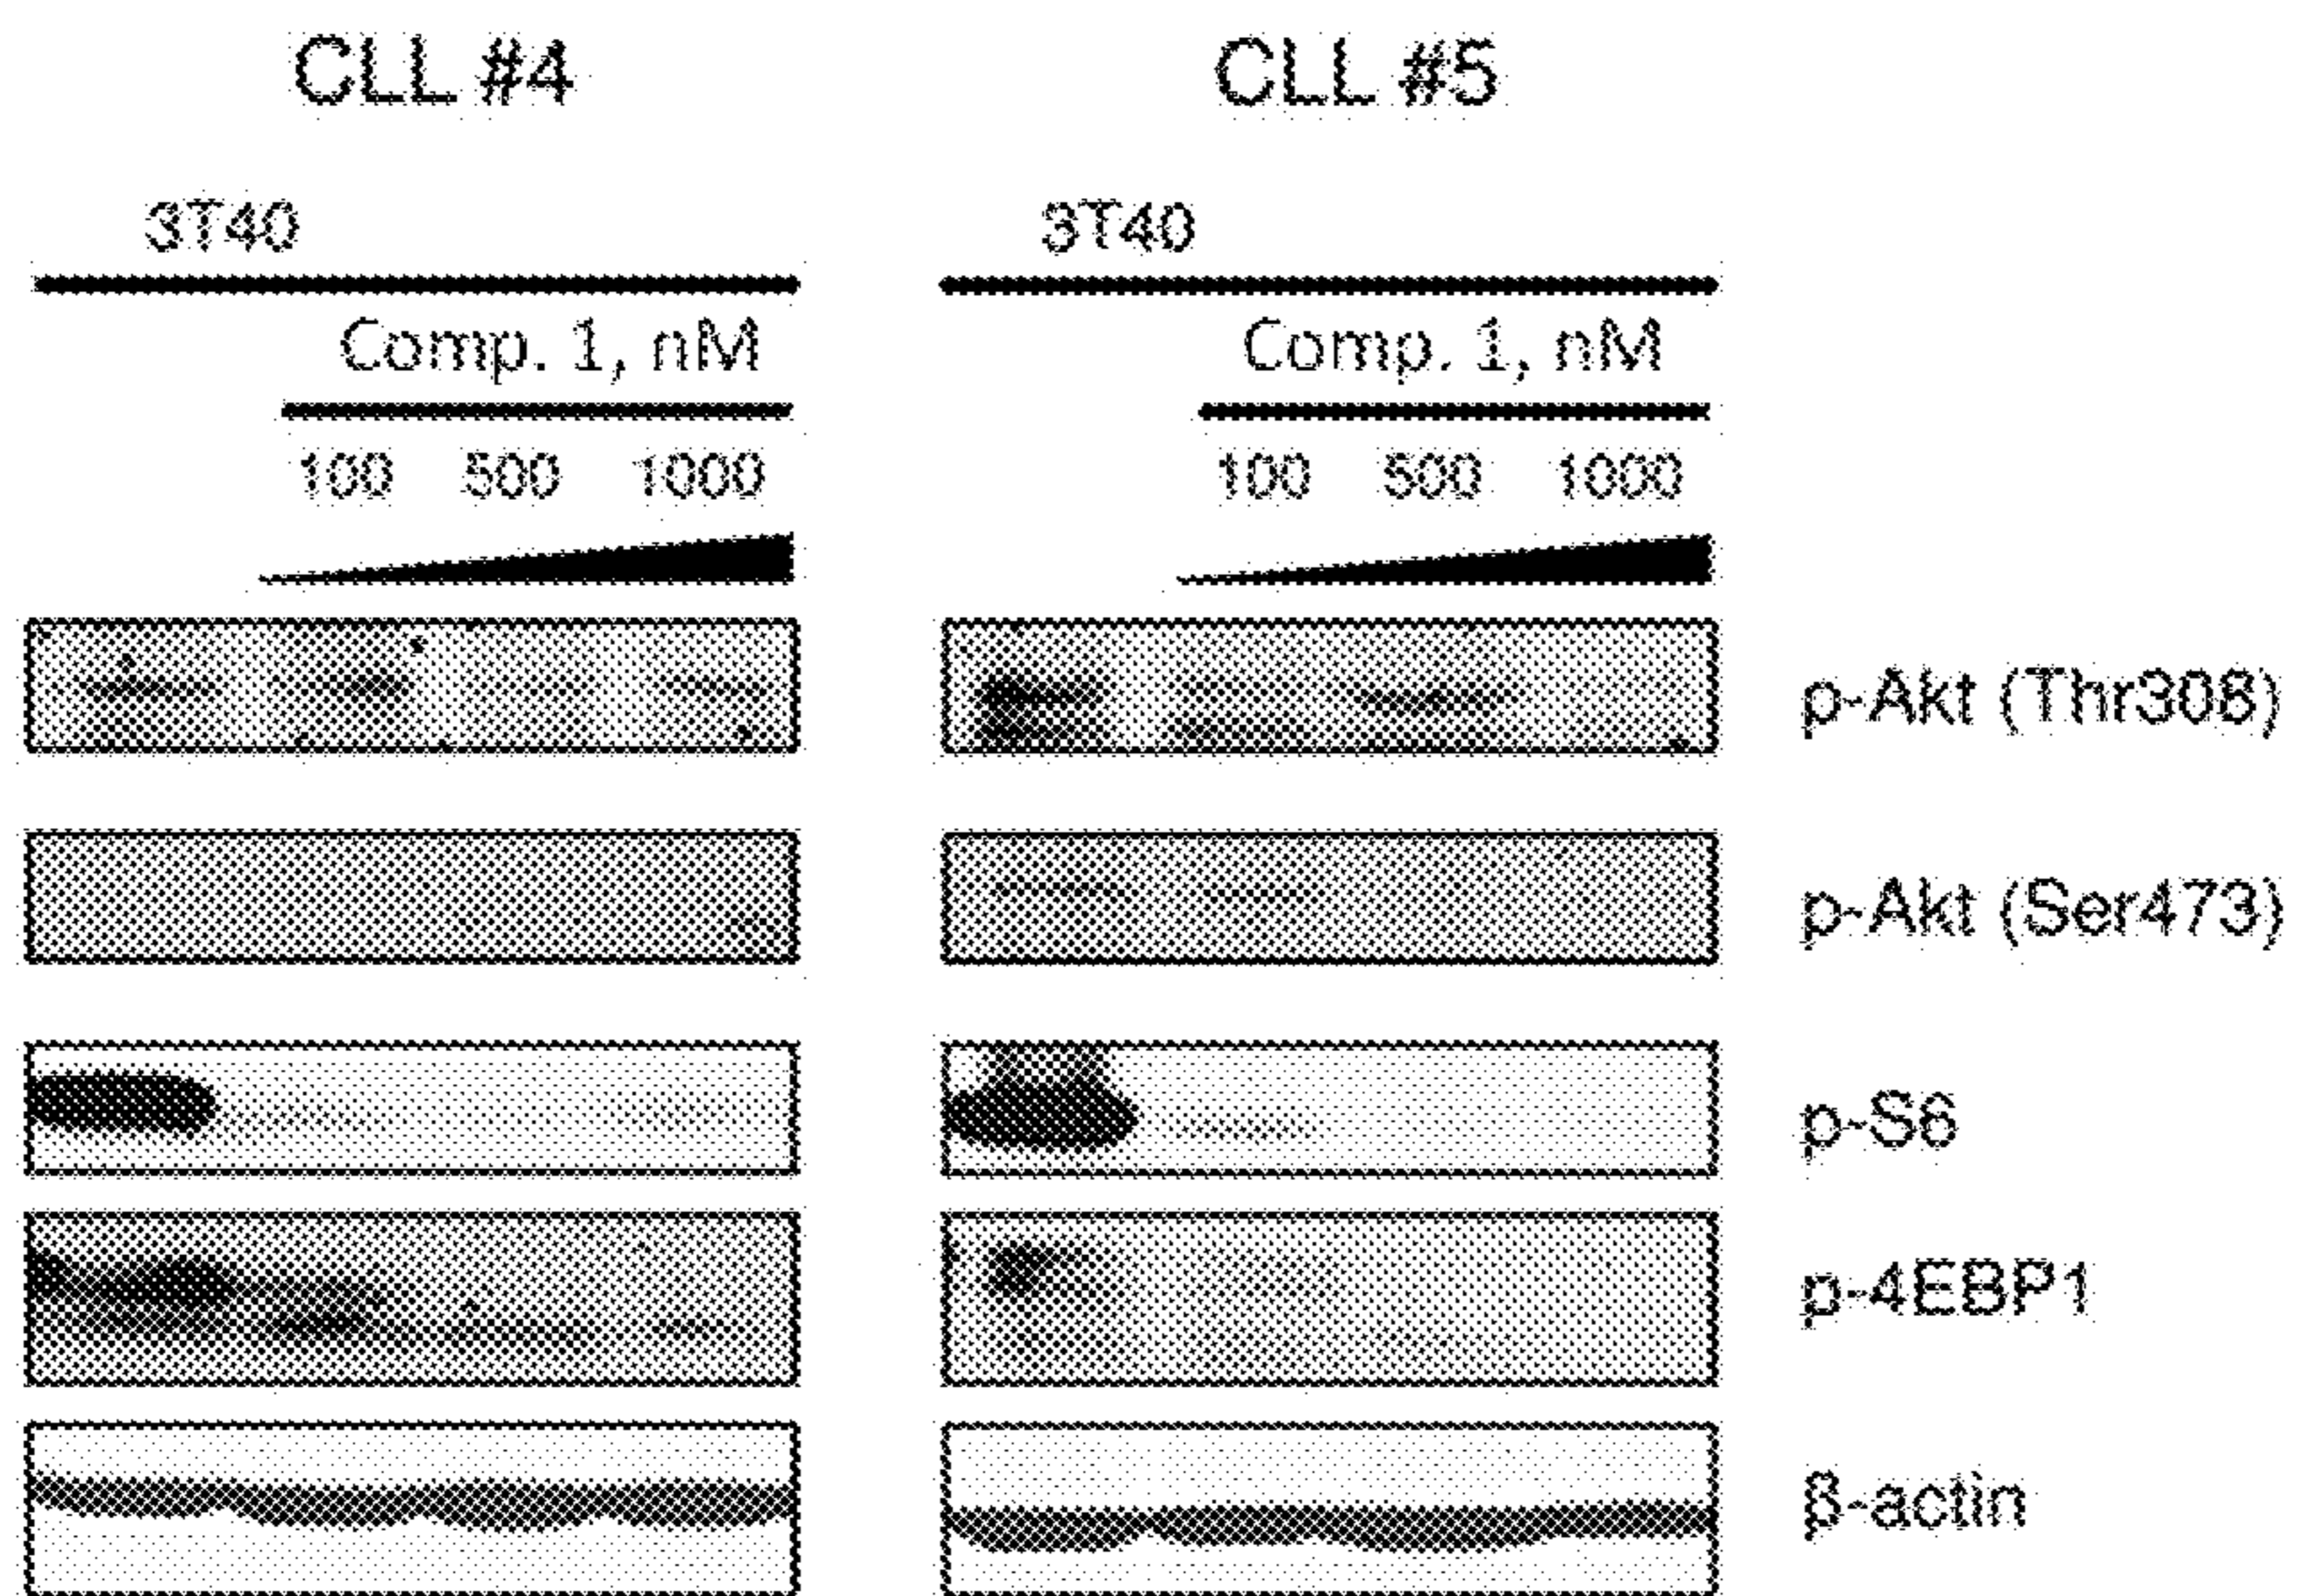 CLL #4
CLL #5
3T40
3T40
Comp. 1, nM
Comp. 1, nM
100 500 1000
100 500 1000
p-Akt (Thr308)
p-Akt (Ser473)
p-S6
p-4EBP1
β-actin